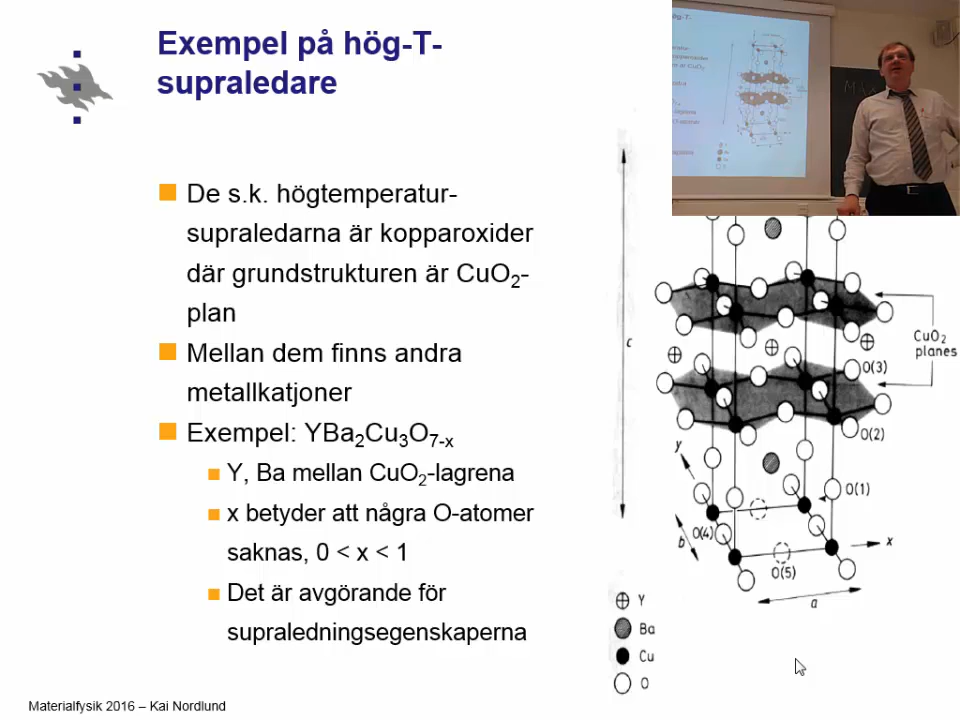 Exempel på hög-T-
supraledare
De s.k. högtemperatur-
supraledarna är kopparoxider
där grundstrukturen är CuO2-
plan
Mellan dem finns andra
metallkatjoner
Exempel: YBa2Cu3O7-x
Y, Ba mellan CuO2-lagrena
x betyder att några O-atomer
saknas, 0 < x < 1
Det är avgörande för
supraledningsegenskaperna
c
CuO2
planes
O(3)
O(2)
y
O(1)
O(4)
b
x
O(5)
a
Y
Ba
Cu
O
Materialfysik 2016 – Kai Nordlund